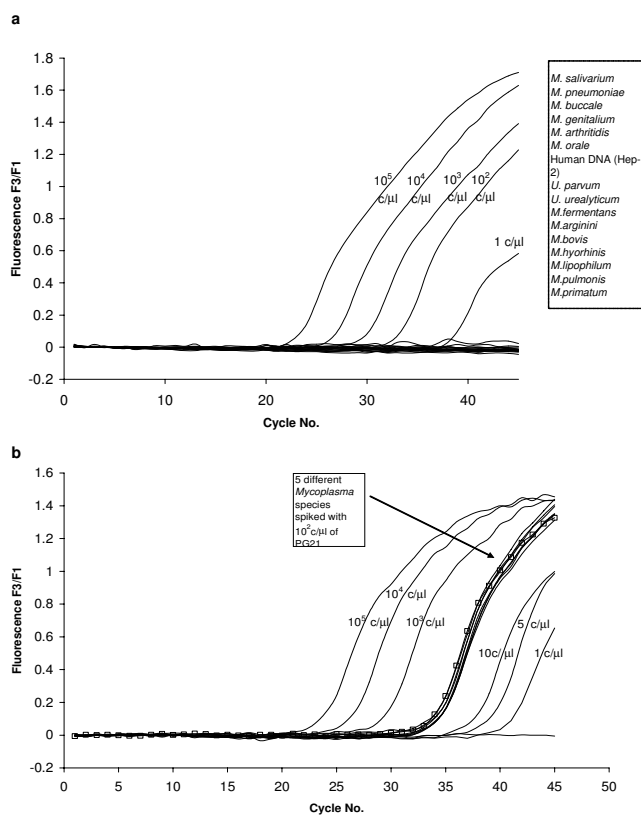 a
1.8
1.6
1.4
1.2
1
0.8
0.6
0.4
0.2
0
-0.2
Fluorescence F3/F1
10⁵ c/µl
10⁴ c/µl
10³ c/µl
10² c/µl
1 c/µl
0 10 20 30 40
Cycle No.
M. salivarium
M. pneumoniae
M. buccale
M. genitalium
M. arthritidis
M. orale
Human DNA (Hep-
2)
U. parvum
U. urealyticum
M.fermentans
M.arginini
M.bovis
M.hyorhinis
M.lipophilum
M.pulmonis
M.primatum
b
1.6
1.4
1.2
1
0.8
0.6
0.4
0.2
0
-0.2
Fluorescence F3/F1
5 different
Mycoplasma
species
spiked with
10²c/µl of
PG21
10⁵ c/µl
10⁴ c/µl
10³ c/µl
10c/µl
5 c/µl
1 c/µl
0 5 10 15 20 25 30 35 40 45 50
Cycle No.